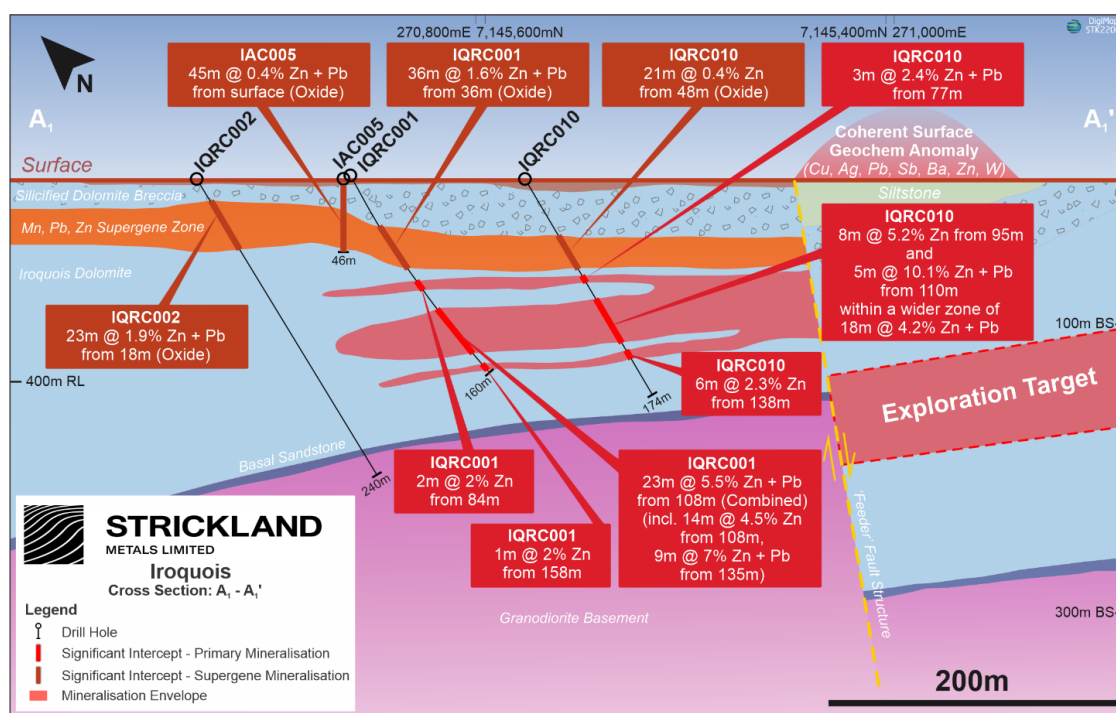 DigiMap
270,800mE 7,145,600mN
7,145,400mN 271,000mE
N
IAC005
45m @ 0.4% Zn + Pb
from surface (Oxide)
IQRC001
36m @ 1.6% Zn + Pb
from 36m (Oxide)
IQRC010
21m @ 0.4% Zn
from 48m (Oxide)
IQRC010
3m @ 2.4% Zn + Pb
from 77m
A₁
A₁'
IQRC002
IAC005
IQRC001
IQRC010
Coherent Surface
Geochem Anomaly
(Cu, Ag, Pb, Sb, Ba, Zn, W)
Surface
Silicified Dolomite Breccia
Siltstone
Mn, Pb, Zn Supergene Zone
46m
Iroquois Dolomite
IQRC010
8m @ 5.2% Zn from 95m
and
5m @ 10.1% Zn + Pb
from 110m
within a wider zone of
18m @ 4.2% Zn + Pb
IQRC002
23m @ 1.9% Zn + Pb
from 18m (Oxide)
100m BS
400m RL
160m
174m
IQRC010
6m @ 2.3% Zn
from 138m
Exploration Target
Basal Sandstone
240m
IQRC001
2m @ 2% Zn
from 84m
IQRC001
23m @ 5.5% Zn + Pb
from 108m (Combined)
(incl. 14m @ 4.5% Zn
from 108m,
9m @ 7% Zn + Pb
from 135m)
IQRC001
1m @ 2% Zn
from 158m
'Feeder' Fault Structure
Granodiorite Basement
300m BS
STRICKLAND
METALS LIMITED
Iroquois
Cross Section: A₁ - A₁'
Legend
Drill Hole
Significant Intercept - Primary Mineralisation
Significant Intercept - Supergene Mineralisation
Mineralisation Envelope
200m